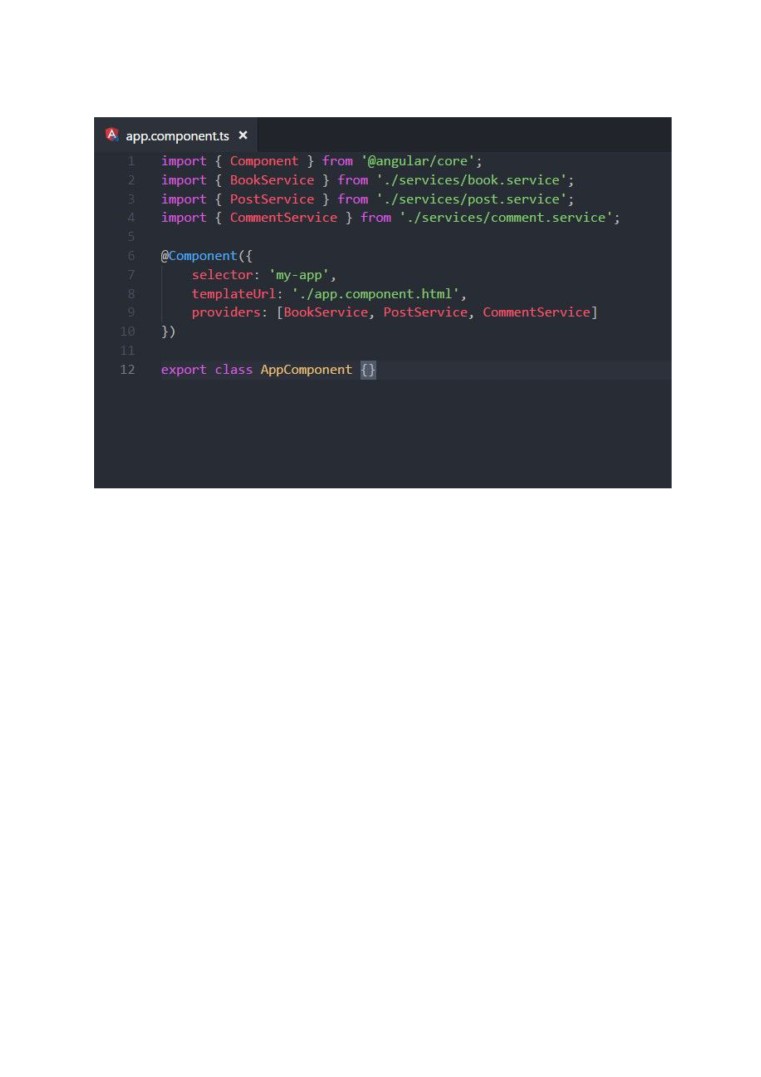 app.component.ts ×
1 import { Component } from '@angular/core';
2 import { BookService } from './services/book.service';
3 import { PostService } from './services/post.service';
4 import { CommentService } from './services/comment.service';
5
6 @Component({
7 selector: 'my-app',
8 templateUrl: './app.component.html',
9 providers: [BookService, PostService, CommentService]
10 })
11
12 export class AppComponent {}